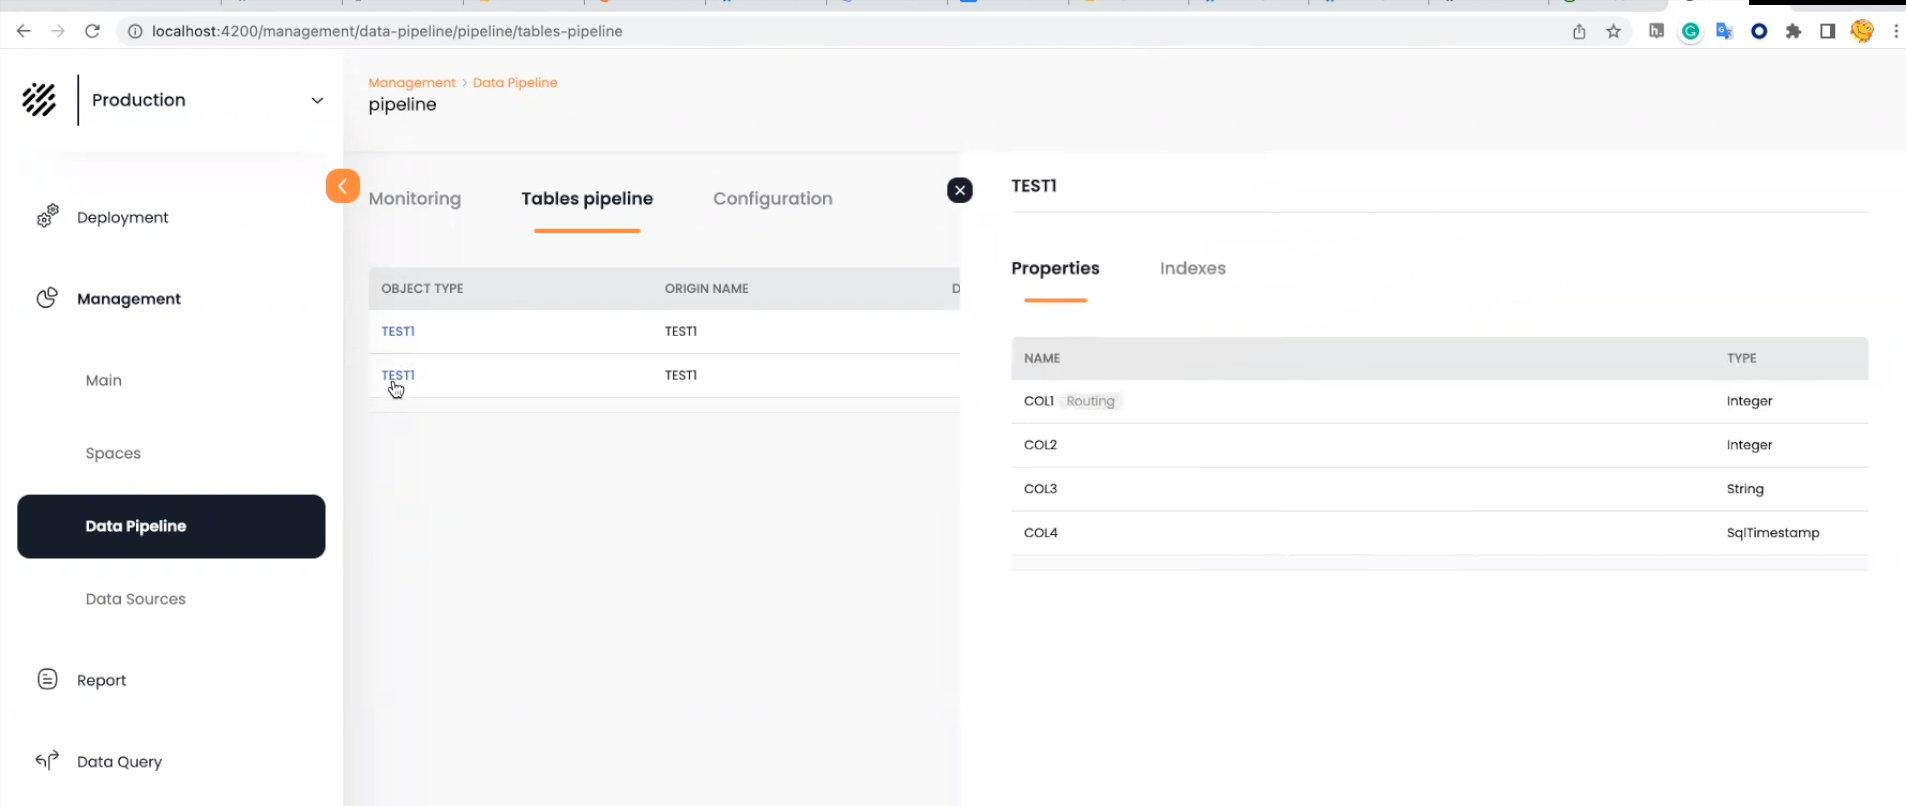 localhost:4200/management/data-pipeline/pipeline/tables-pipeline
Production
Management > Data Pipeline
pipeline
Deployment
Management
Main
Spaces
Data Pipeline
Data Sources
Report
Data Query
Monitoring Tables pipeline Configuration
OBJECT TYPE ORIGIN NAME D
TEST1 TEST1
TEST1 TEST1
TEST1
Properties Indexes
NAME TYPE
COL1 Routing Integer
COL2 Integer
COL3 String
COL4 SqlTimestamp